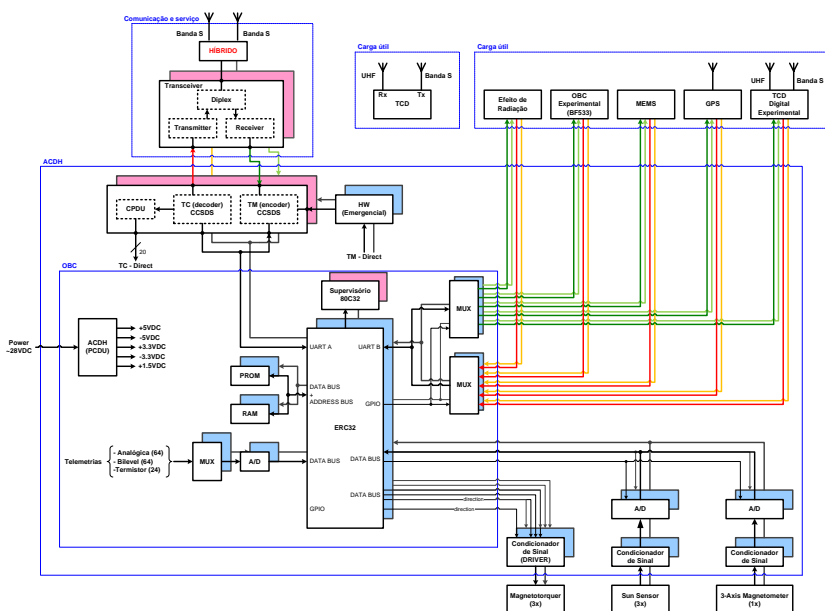 Comunicação e serviço
Banda S
Banda S
HÍBRIDO
Transceiver
Diplex
Transmitter
Receiver
Carga útil
UHF
Banda S
Rx
Tx
TCD
Carga útil
UHF
Banda S
Efeito de
Radiação
OBC
Experimental
(BF533)
MEMS
GPS
TCD
Digital
Experimental
ACDH
CPDU
TC (decoder)
CCSDS
TM (encoder)
CCSDS
HW
(Emergencial)
20
TC - Direct
TM - Direct
OBC
Supervisório
80C32
MUX
UART A
UART B
Power
~28VDC
ACDH
(PCDU)
+5VDC
-5VDC
+3.3VDC
-3.3VDC
+1.5VDC
PROM
RAM
DATA BUS
+
ADDRESS BUS
GPIO
MUX
ERC32
Telemetrias
- Analógica (64)
- Bilevel (64)
-Termistor (24)
MUX
A/D
DATA BUS
DATA BUS
DATA BUS
direction
GPIO
direction
A/D
A/D
Condicionador
de Sinal
(DRIVER)
Condicionador
de Sinal
Condicionador
de Sinal
Magnetotorquer
(3x)
Sun Sensor
(3x)
3-Axis Magnetometer
(1x)